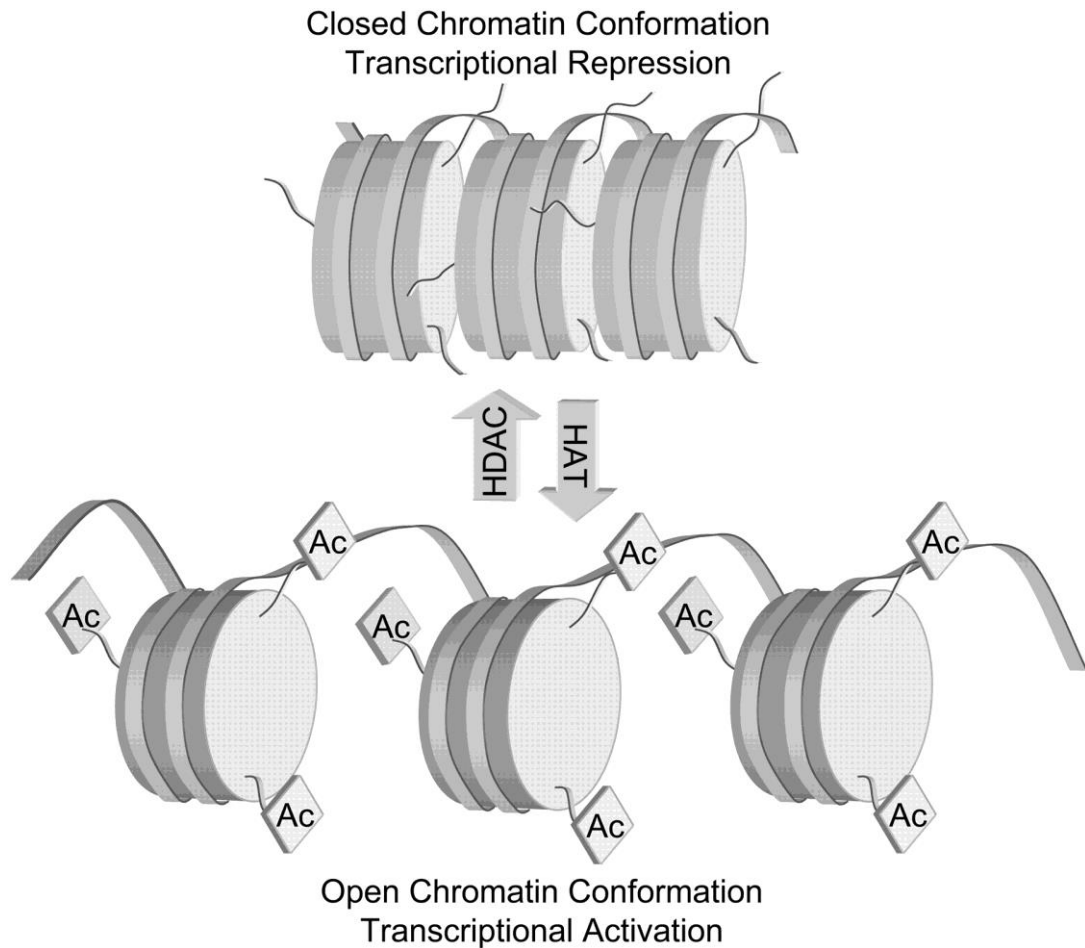 Closed Chromatin Conformation
Transcriptional Repression
HDAC
HAT
Ac
Ac
Ac
Ac
Ac
Ac
Ac
Ac
Ac
Open Chromatin Conformation
Transcriptional Activation